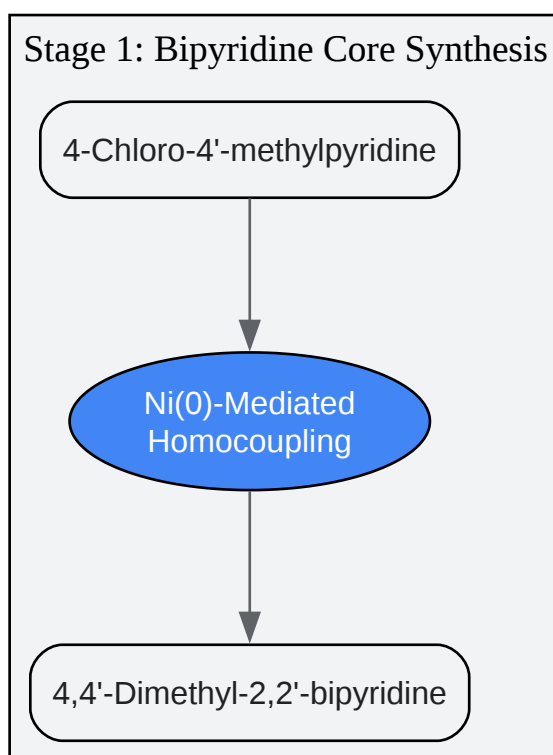 Stage 1: Bipyridine Core Synthesis
4-Chloro-4'-methylpyridine
Ni(0)-Mediated
Homocoupling
4,4'-Dimethyl-2,2'-bipyridine